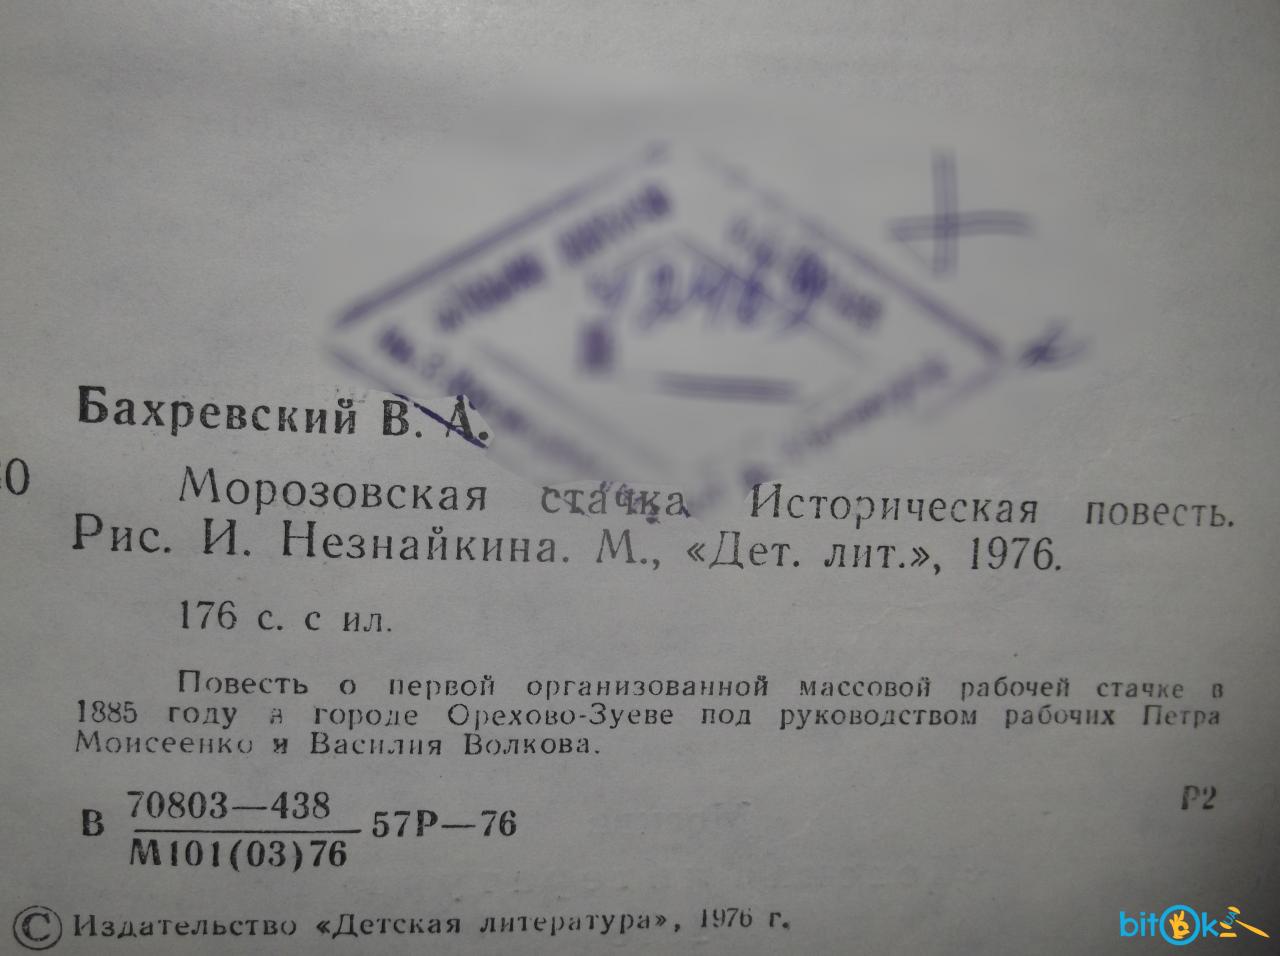 Бахревский В. А.
Морозовская стачка Историческая повесть.
Рис. И. Незнайкина. М., «Дет. лит.», 1976.
176 с. с ил.
Повесть о первой организованной массовой рабочей стачке в
1885 году в городе Орехово-Зуеве под руководством рабочих Петра
Моисеенко и Василия Волкова.
В 70803—438 57Р—76
М101(03)76
Р2
© Издательство «Детская литература», 1976 г.
bitok.ua